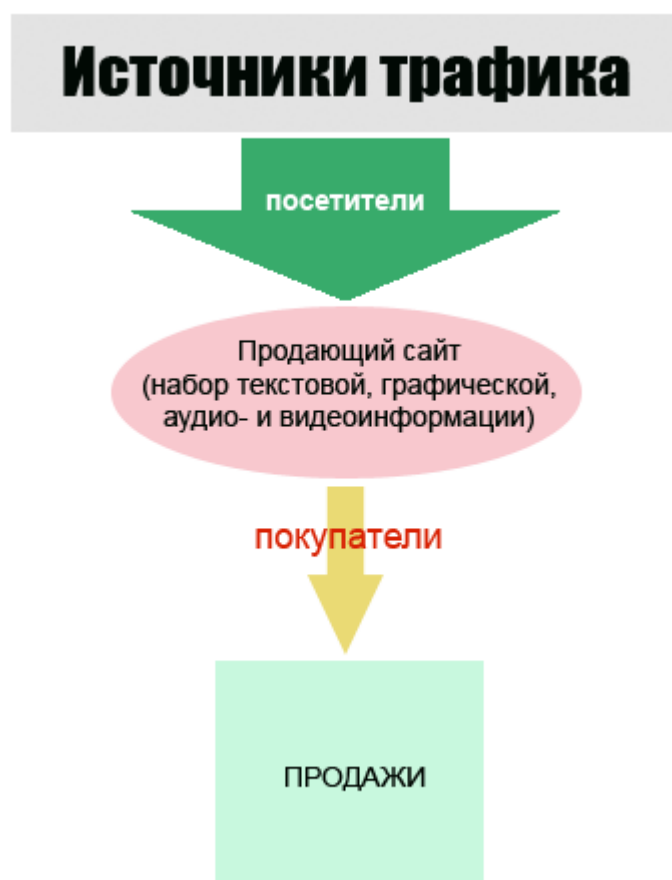 Источники трафика
посетители
Продающий сайт
(набор текстовой, графической,
аудио- и видеоинформации)
покупатели
ПРОДАЖИ